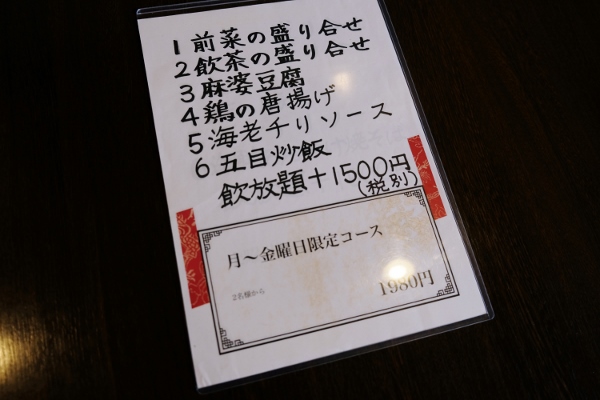 1 前菜の盛り合せ
2 飲茶の盛り合せ
3 麻婆豆腐
4 鶏の唐揚げ
5 海老チリソース
6 五目炒飯
飲放題+1500円
(税別)
月〜金曜日限定コース
2名様から
1980円